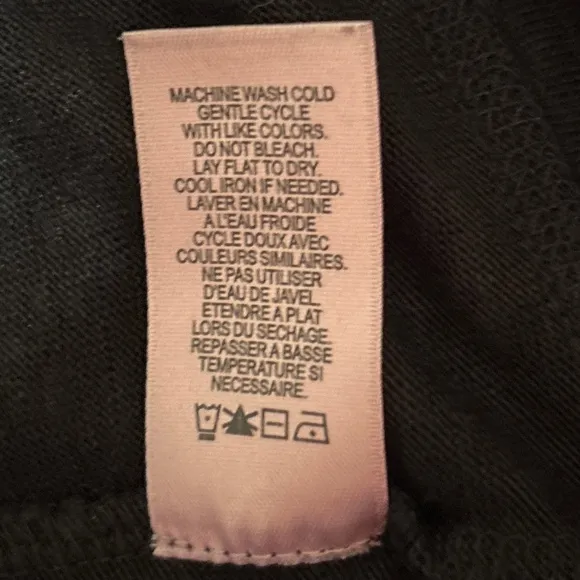 MACHINE WASH COLD
GENTLE CYCLE
WITH LIKE COLORS.
DO NOT BLEACH.
LAY FLAT TO DRY.
COOL IRON IF NEEDED.
LAVER EN MACHINE
A L'EAU FROIDE
CYCLE DOUX AVEC
COULEURS SIMILAIRES.
NE PAS UTILISER
D'EAU DE JAVEL.
ETENDRE A PLAT
LORS DU SECHAGE.
REPASSER A BASSE
TEMPERATURE SI
NECESSAIRE.